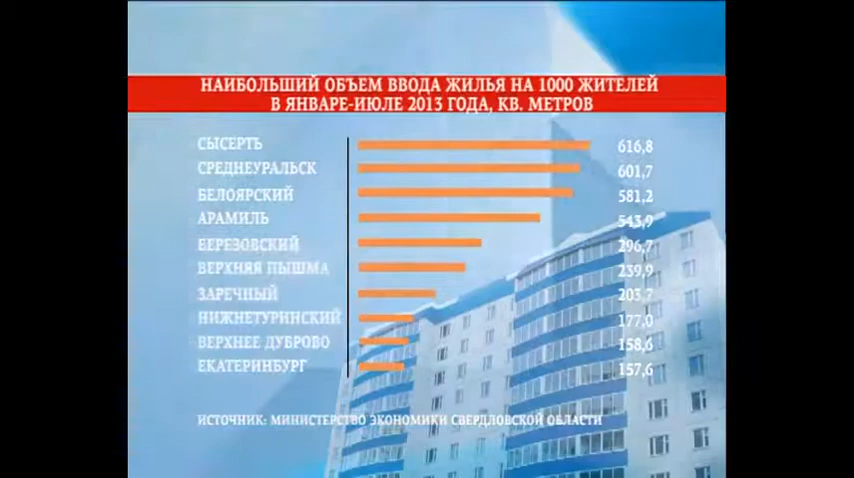 НАИБОЛЬШИЙ ОБЪЕМ ВВОДА ЖИЛЬЯ НА 1000 ЖИТЕЛЕЙ
В ЯНВАРЕ-ИЮЛЕ 2013 ГОДА, КВ. МЕТРОВ
СЫСЕРТЬ 616,8
СРЕДНЕУРАЛЬСК 601,7
БЕЛОЯРСКИЙ 581,2
АРАМИЛЬ 543,9
БЕРЕЗОВСКИЙ 296,7
ВЕРХНЯЯ ПЫШМА 239,9
ЗАРЕЧНЫЙ 203,7
НИЖНЕТУРИНСКИЙ 177,0
ВЕРХНЕЕ ДУБРОВО 158,6
ЕКАТЕРИНБУРГ 157,6
ИСТОЧНИК: МИНИСТЕРСТВО ЭКОНОМИКИ СВЕРДЛОВСКОЙ ОБЛАСТИ